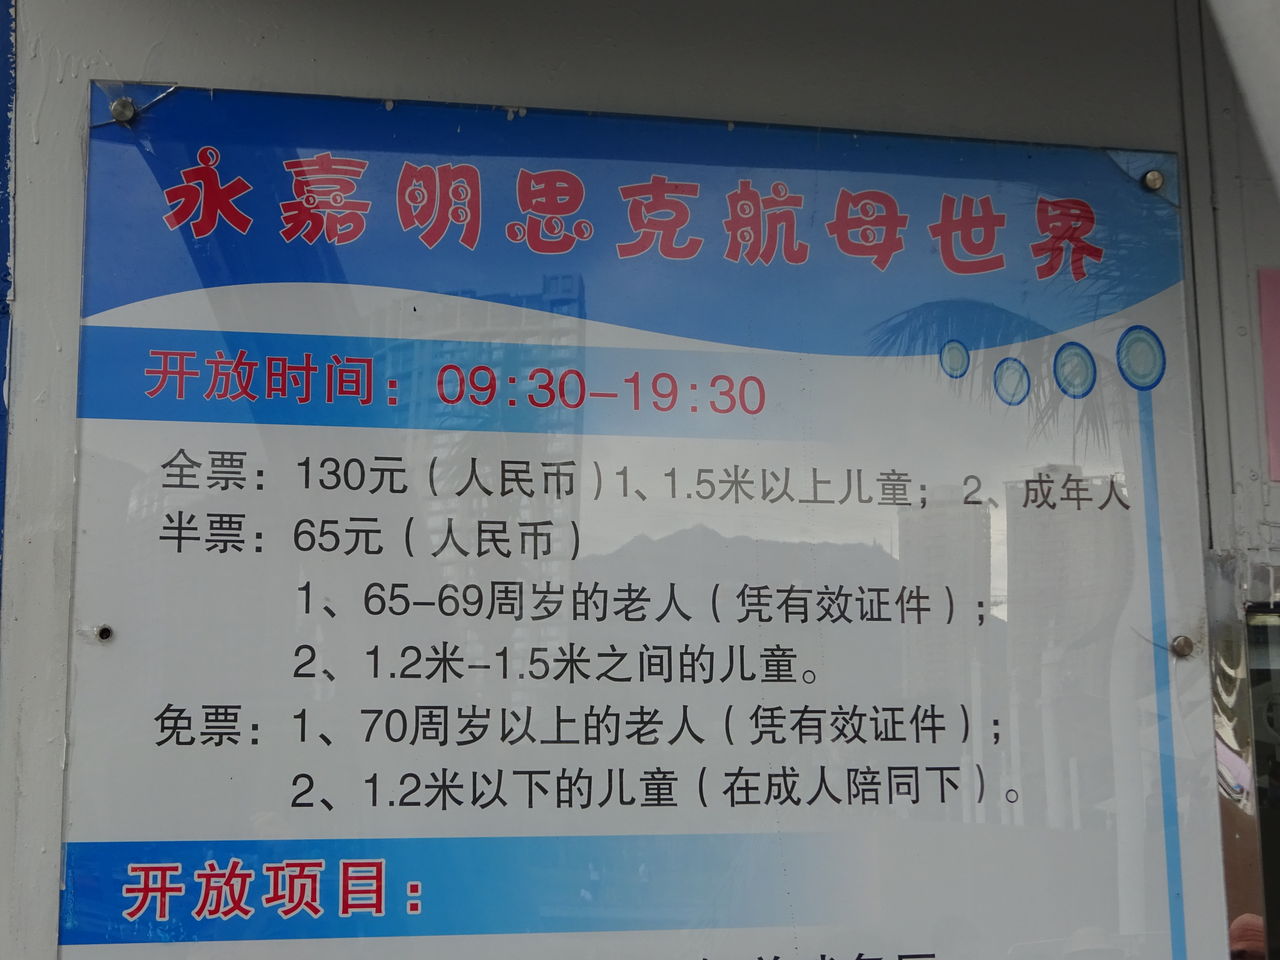 永嘉明思克航母世界
开放时间：09:30-19:30
全票：130元（人民币）1、1.5米以上儿童； 2、成年人
半票：65元（人民币）
1、65-69周岁的老人（凭有效证件）；
2、1.2米-1.5米之间的儿童。
免票：1、70周岁以上的老人（凭有效证件）；
2、1.2米以下的儿童（在成人陪同下）。
开放项目：